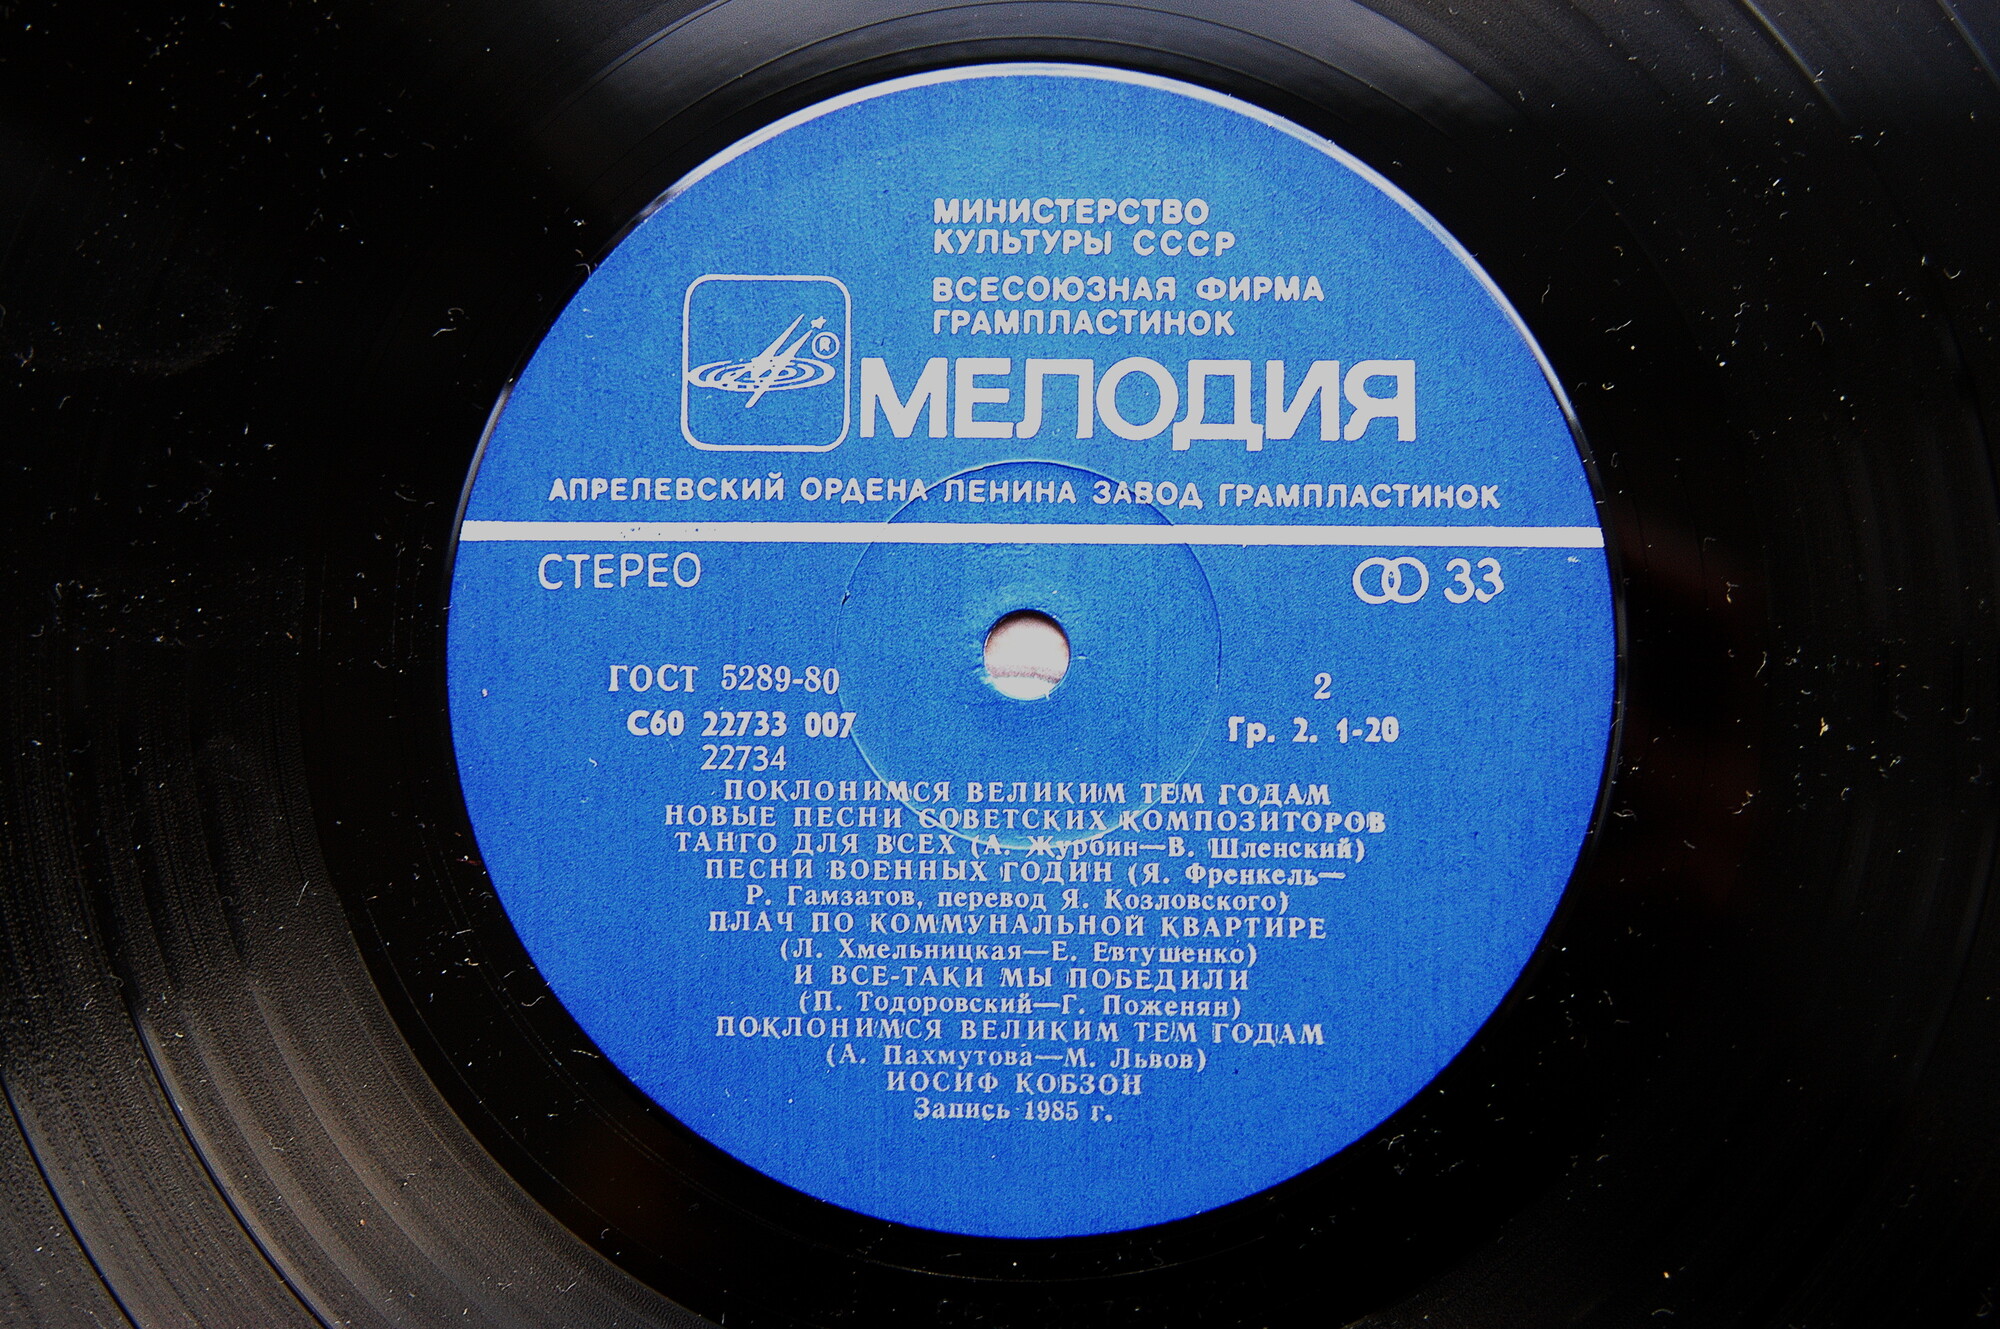 МИНИСТЕРСТВО
КУЛЬТУРЫ СССР
ВСЕСОЮЗНАЯ ФИРМА
ГРАМПЛАСТИНОК
®
МЕЛОДИЯ
АПРЕЛЕВСКИЙ ОРДЕНА ЛЕНИНА ЗАВОД ГРАМПЛАСТИНОК
СТЕРЕО
33
ГОСТ 5289-80
2
С60 22733 007
Гр. 2. 1-20
22734
ПОКЛОНИМСЯ ВЕЛИКИМ ТЕМ ГОДАМ
НОВЫЕ ПЕСНИ СОВЕТСКИХ КОМПОЗИТОРОВ
ТАНГО ДЛЯ ВСЕХ (А. Журбин—В. Шленский)
ПЕСНИ ВОЕННЫХ ГОДИН (Я. Френкель—
Р. Гамзатов, перевод Я. Козловского)
ПЛАЧ ПО КОММУНАЛЬНОЙ КВАРТИРЕ
(Л. Хмельницкая—Е. Евтушенко)
И ВСЕ-ТАКИ МЫ ПОБЕДИЛИ
(П. Тодоровский—Г. Поженян)
ПОКЛОНИМСЯ ВЕЛИКИМ ТЕМ ГОДАМ
(А. Пахмутова—М. Львов)
ИОСИФ КОБЗОН
Запись 1985 г.